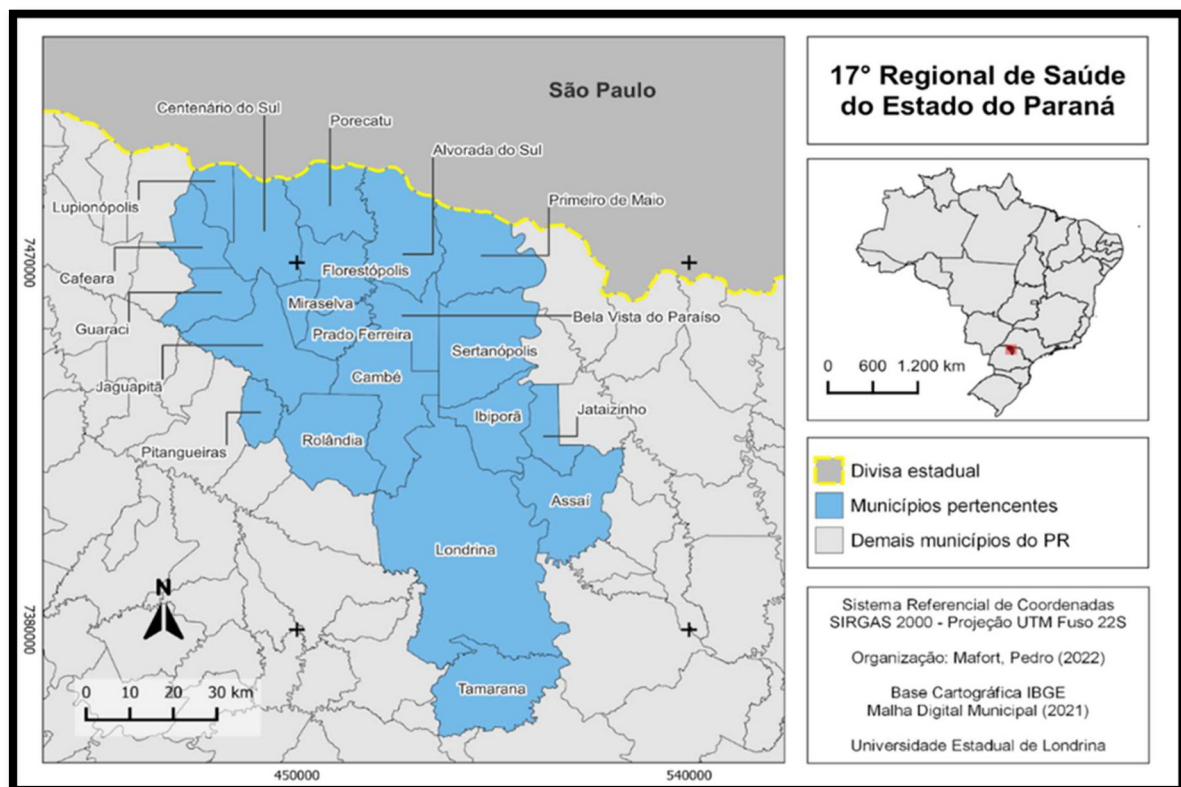 São Paulo
Centenário do Sul
Porecatu
Alvorada do Sul
Primeiro de Maio
Lupionópolis
Cafeara
Florestópolis
Guaraci
Miraselva
Bela Vista do Paraíso
Prado Ferreira
Sertanópolis
Jaguapitã
Cambé
Ibiporã
Jataizinho
Rolândia
Pitangueiras
Assaí
Londrina
Tamarana
7470000
7380000
450000
540000
N
0 10 20 30 km
17° Regional de Saúde
do Estado do Paraná
0 600 1.200 km
Divisa estadual
Municípios pertencentes
Demais municípios do PR
Sistema Referencial de Coordenadas
SIRGAS 2000 - Projeção UTM Fuso 22S
Organização: Mafort, Pedro (2022)
Base Cartográfica IBGE
Malha Digital Municipal (2021)
Universidade Estadual de Londrina